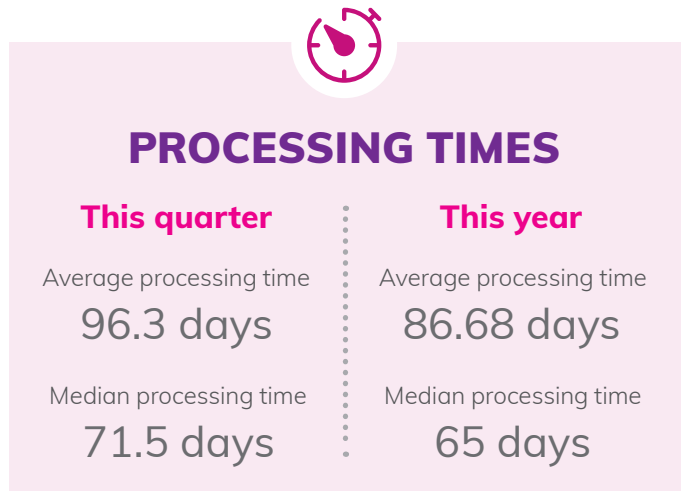 PROCESSING TIMES
This quarter
Average processing time
96.3 days
Median processing time
71.5 days
This year
Average processing time
86.68 days
Median processing time
65 days